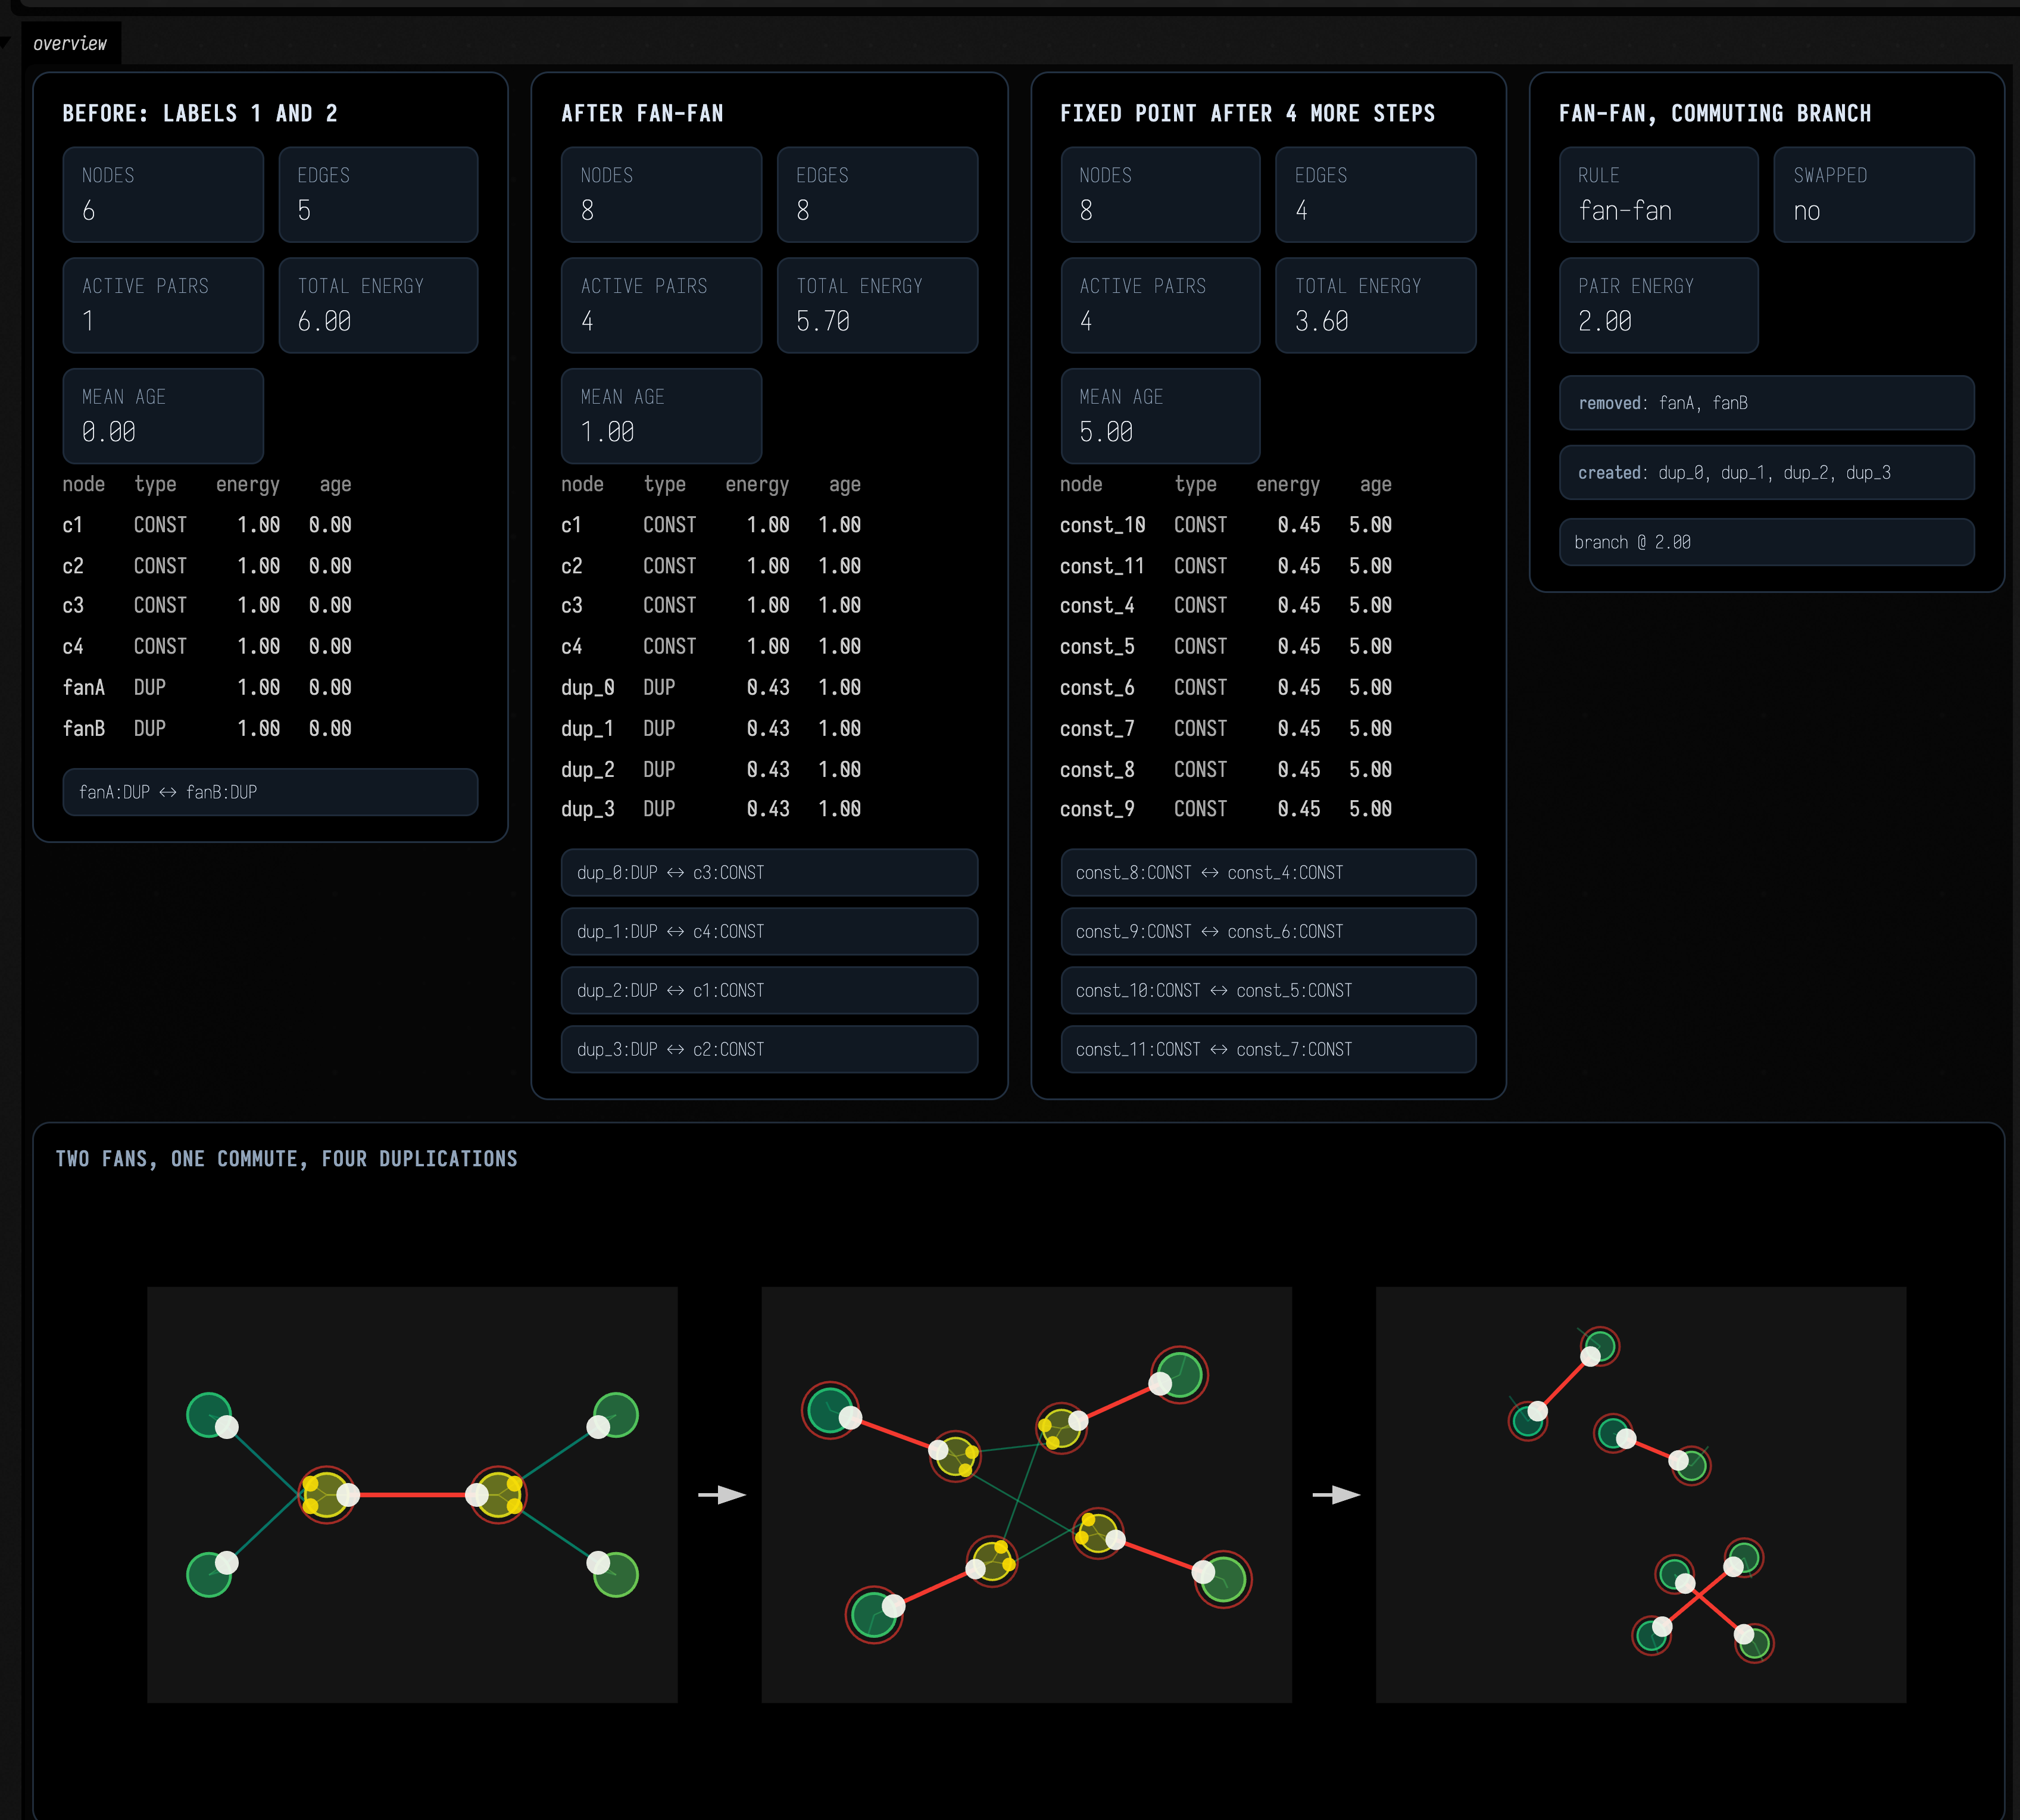 overview
BEFORE: LABELS 1 AND 2
NODES
6
EDGES
5
ACTIVE PAIRS
1
TOTAL ENERGY
6.00
MEAN AGE
0.00
node type energy age
c1 CONST 1.00 0.00
c2 CONST 1.00 0.00
c3 CONST 1.00 0.00
c4 CONST 1.00 0.00
fanA DUP 1.00 0.00
fanB DUP 1.00 0.00
fanA:DUP ↔ fanB:DUP
AFTER FAN-FAN
NODES
8
EDGES
8
ACTIVE PAIRS
4
TOTAL ENERGY
5.70
MEAN AGE
1.00
node type energy age
c1 CONST 1.00 1.00
c2 CONST 1.00 1.00
c3 CONST 1.00 1.00
c4 CONST 1.00 1.00
dup_0 DUP 0.43 1.00
dup_1 DUP 0.43 1.00
dup_2 DUP 0.43 1.00
dup_3 DUP 0.43 1.00
dup_0:DUP ↔ c3:CONST
dup_1:DUP ↔ c4:CONST
dup_2:DUP ↔ c1:CONST
dup_3:DUP ↔ c2:CONST
FIXED POINT AFTER 4 MORE STEPS
NODES
8
EDGES
4
ACTIVE PAIRS
4
TOTAL ENERGY
3.60
MEAN AGE
5.00
node type energy age
const_10 CONST 0.45 5.00
const_11 CONST 0.45 5.00
const_4 CONST 0.45 5.00
const_5 CONST 0.45 5.00
const_6 CONST 0.45 5.00
const_7 CONST 0.45 5.00
const_8 CONST 0.45 5.00
const_9 CONST 0.45 5.00
const_8:CONST ↔ const_4:CONST
const_9:CONST ↔ const_6:CONST
const_10:CONST ↔ const_5:CONST
const_11:CONST ↔ const_7:CONST
FAN-FAN, COMMUTING BRANCH
RULE
fan-fan
SWAPPED
no
PAIR ENERGY
2.00
removed: fanA, fanB
created: dup_0, dup_1, dup_2, dup_3
branch @ 2.00
TWO FANS, ONE COMMUTE, FOUR DUPLICATIONS